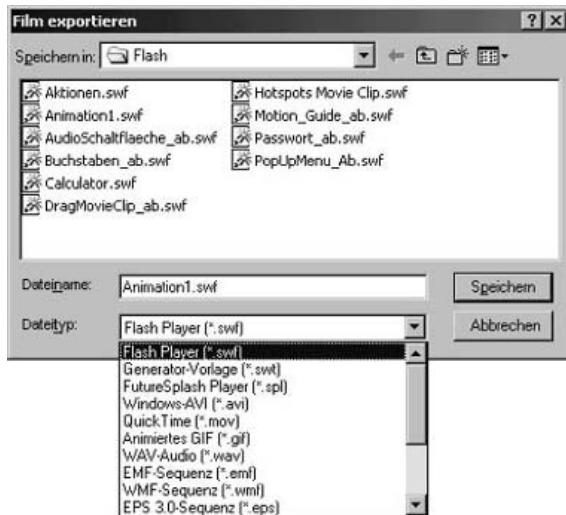 Film exportieren
Speichern in: Flash
Aktionen.swf
Animation1.swf
AudioSchaltflaeche_ab.swf
Buchstaben_ab.swf
Calculator.swf
DragMovieClip_ab.swf
Hotspots Movie Clip.swf
Motion_Guide_ab.swf
Passwort_ab.swf
PopUpMenu_Ab.swf
Dateiname: Animation1.swf Speichern
Dateityp: Flash Player (*.swf) Abbrechen
Flash Player (*.swf)
Generator-Vorlage (*.swt)
FutureSplash Player (*.spl)
Windows-AVI (*.avi)
QuickTime (*.mov)
Animiertes GIF (*.gif)
WAV-Audio (*.wav)
EMF-Sequenz (*.emf)
WMF-Sequenz (*.wmf)
EPS 3.0-Sequenz (*.eps)